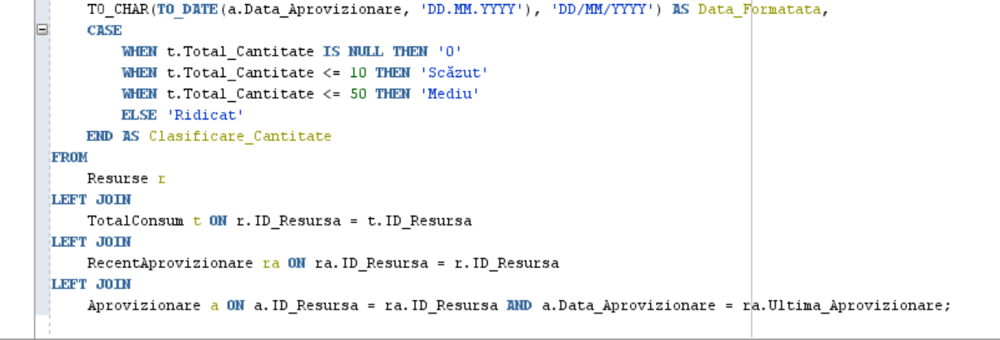 TO_CHAR(TO_DATE(a.Data_Aprovizionare, 'DD.MM.YYYY'), 'DD/MM/YYYY') AS Data_Formatata,
CASE
WHEN t.Total_Cantitate IS NULL THEN '0'
WHEN t.Total_Cantitate <= 10 THEN 'Scăzut'
WHEN t.Total_Cantitate <= 50 THEN 'Mediu'
ELSE 'Ridicat'
END AS Clasificare_Cantitate
FROM
Resurse r
LEFT JOIN
TotalConsum t ON r.ID_Resursa = t.ID_Resursa
LEFT JOIN
RecentAprovizionare ra ON ra.ID_Resursa = r.ID_Resursa
LEFT JOIN
Aprovizionare a ON a.ID_Resursa = ra.ID_Resursa AND a.Data_Aprovizionare = ra.Ultima_Aprovizionare;